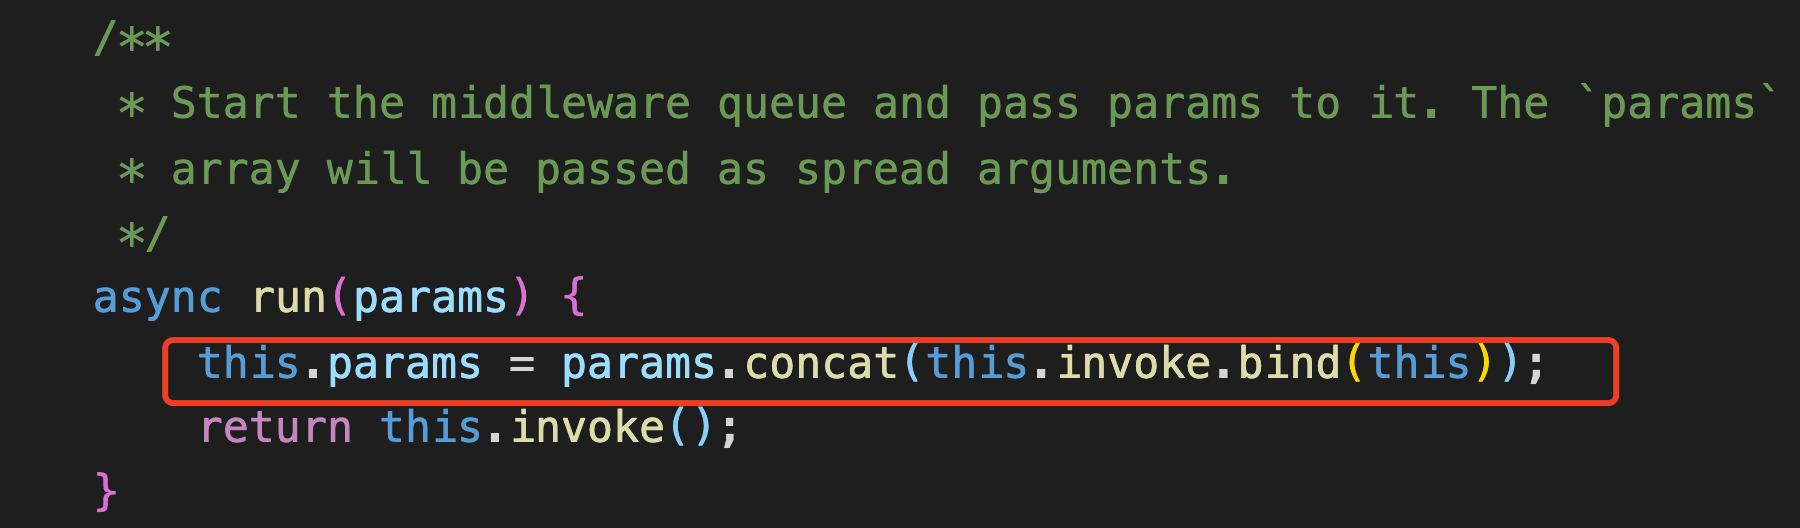 /**
* Start the middleware queue and pass params to it. The `params`
* array will be passed as spread arguments.
*/
async run(params) {
this.params = params.concat(this.invoke.bind(this));
return this.invoke();
}